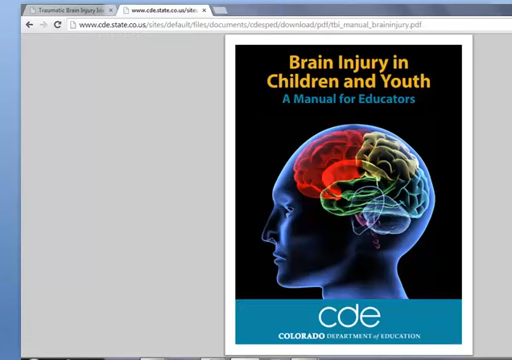 Traumatic Brain Injury
www.cde.state.co.us/site
www.cde.state.co.us/sites/default/files/documents/cdesped/download/pdf/tbi_manual_braininjury.pdf
Brain Injury in
Children and Youth
A Manual for Educators
cde
COLORADO DEPARTMENT of EDUCATION